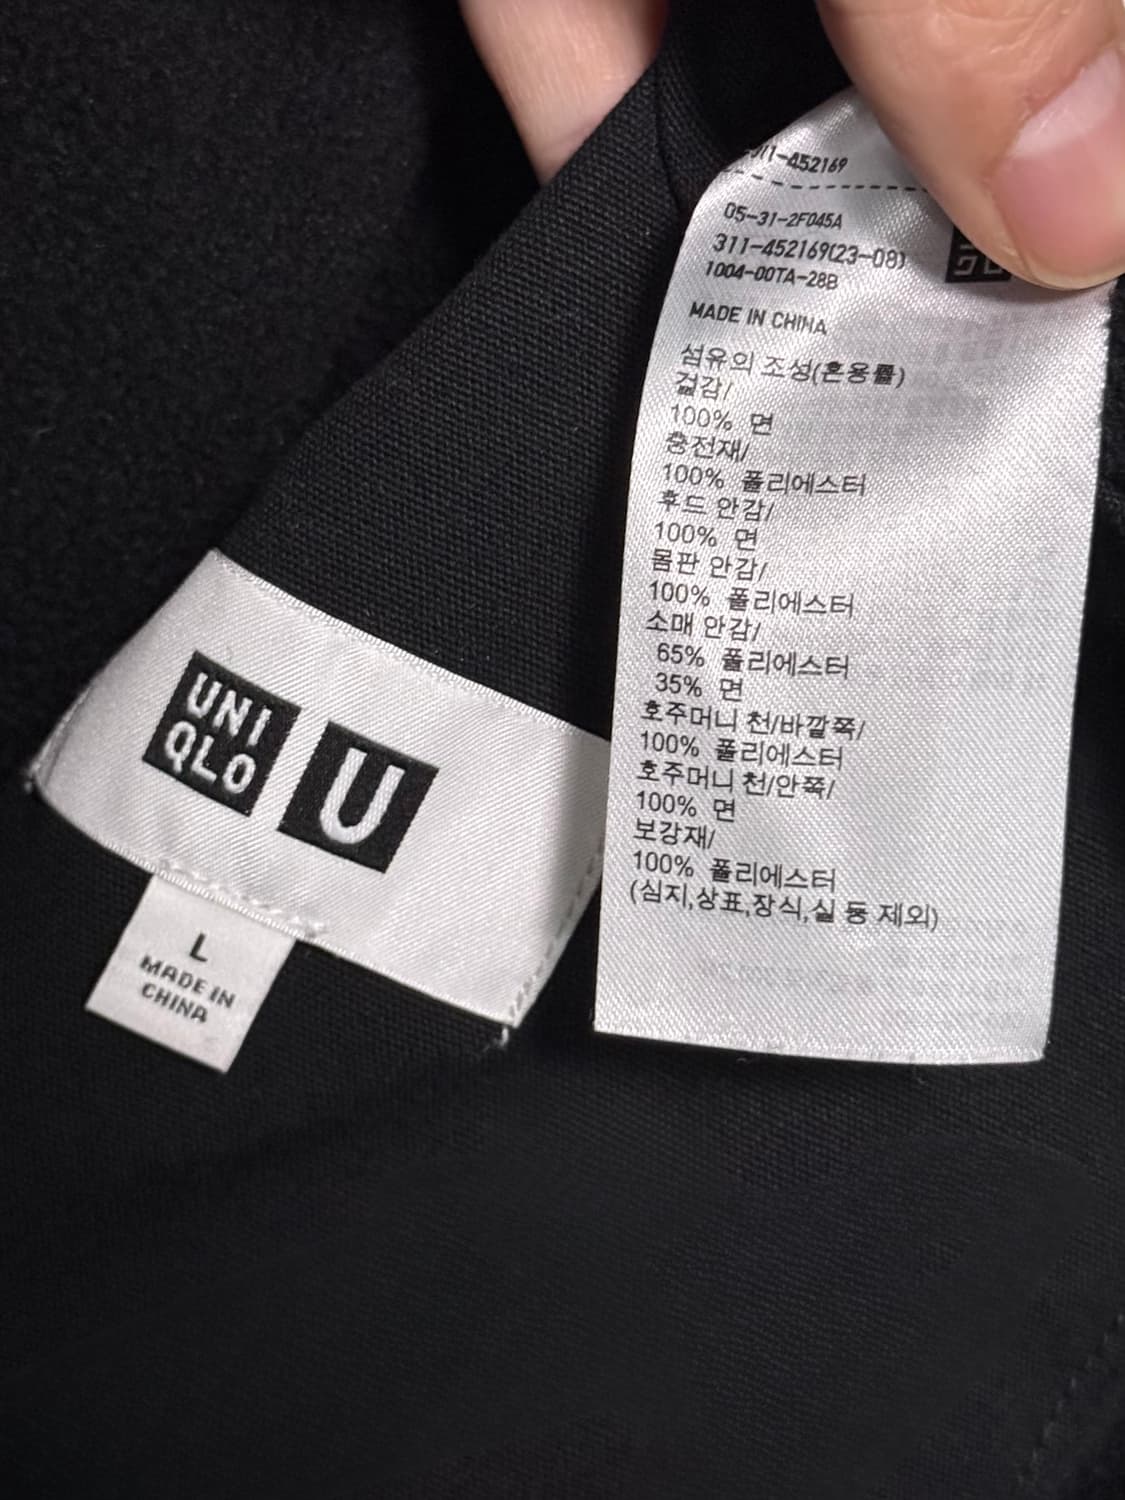 452169
05-31-2F045A
311-452169(23-08)
1004-00TA-28B
MADE IN CHINA
섬유의 조성(혼용률)
겉감/
100% 면
충전재/
100% 폴리에스터
후드 안감/
100% 면
몸판 안감/
100% 폴리에스터
소매 안감/
65% 폴리에스터
35% 면
호주머니 천/바깥쪽/
100% 폴리에스터
호주머니 천/안쪽/
100% 면
보강재/
100% 폴리에스터
(심지,상표,장식,실 등 제외)
UNI
QLO
U
L
MADE IN
CHINA